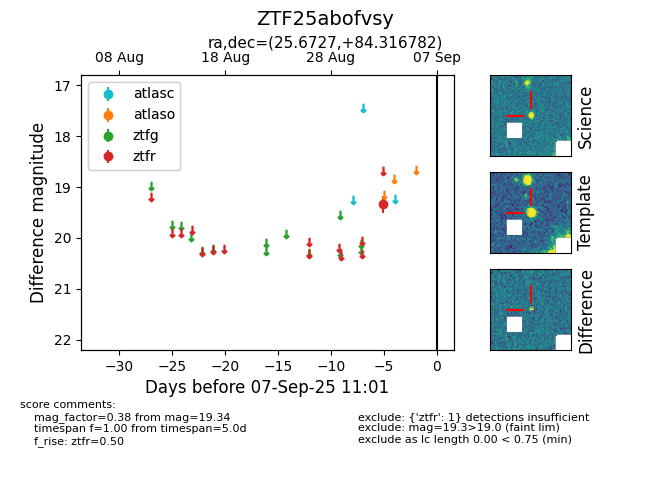 ZTF25abofvsy
ra,dec=(25.6727,+84.316782)
08 Aug 18 Aug 28 Aug 07 Sep
17
18
19
20
21
22
Difference magnitude
atlasc
atlaso
ztfg
ztfr
−30 −25 −20 −15 −10 −5 0
Days before 07-Sep-25 11:01
Science
Template
Difference
score comments:
mag_factor=0.38 from mag=19.34
timespan f=1.00 from timespan=5.0d
f_rise: ztfr=0.50
exclude: {'ztfr': 1} detections insufficient
exclude: mag=19.3>19.0 (faint lim)
exclude as lc length 0.00 < 0.75 (min)